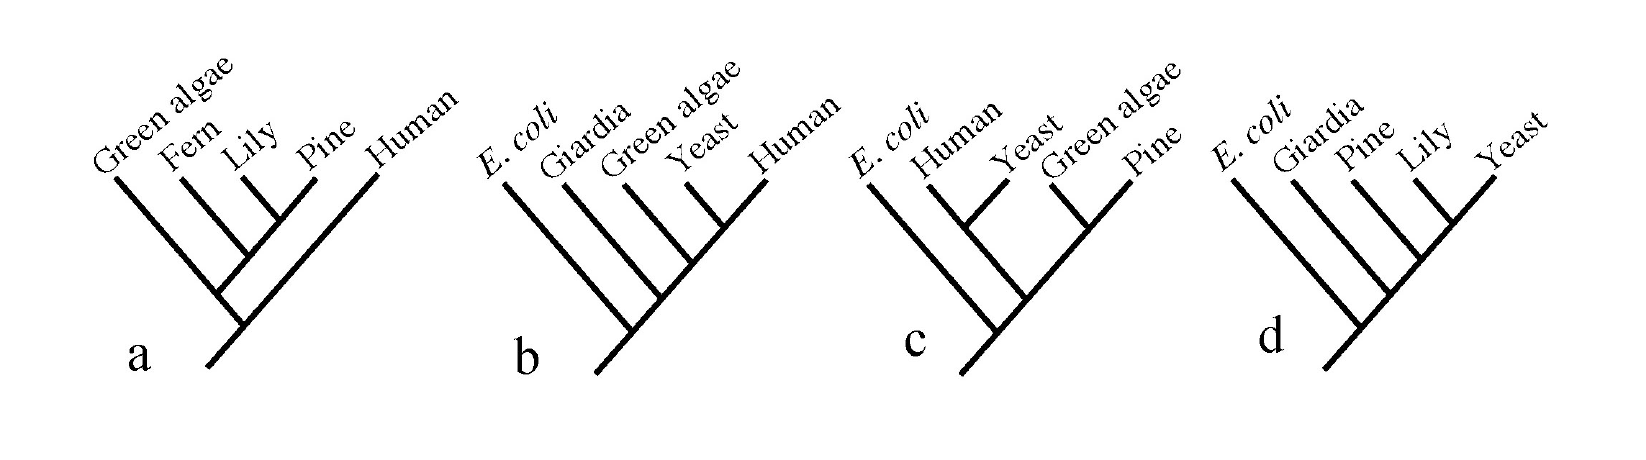 Green algae
Fern
Lily
Pine
Human
a
E. coli
Giardia
Green algae
Yeast
Human
b
E. coli
Human
Yeast
Green algae
Pine
c
E. coli
Giardia
Pine
Lily
Yeast
d